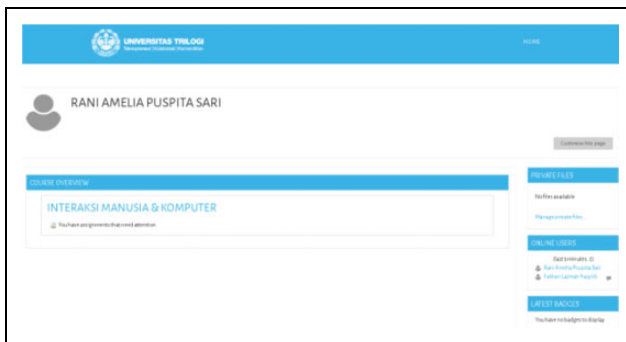 UNIVERSITAS TRILOGI
HOME
RANI AMELIA PUSPITA SARI
Customise this page
COURSE OVERVIEW
INTERAKSI MANUSIA & KOMPUTER
You have assignments that need attention
PRIVATE FILES
No files available
Manage private files...
ONLINE USERS
Rani Amelia Puspita Sari
LATEST BADGES
You have no badges to display